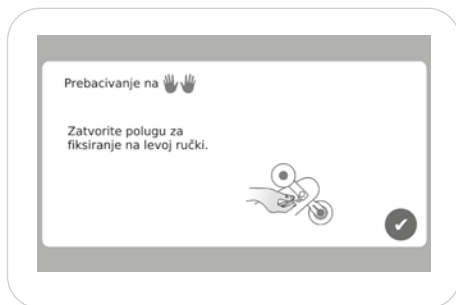 Prebacivanje na
Zatvorite polugu za
fiksiranje na levoj ručki.